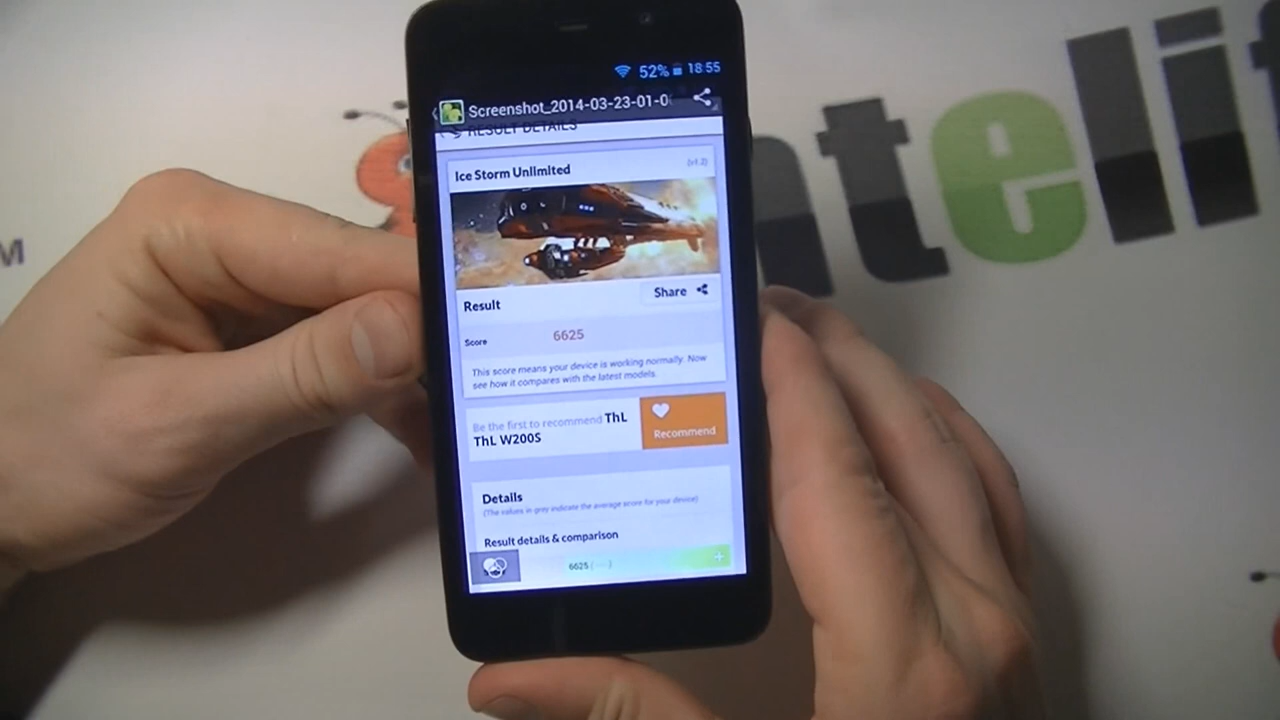 52% 18:55
Screenshot_2014-03-23-01-0
RESULT DETAILS
Ice Storm Unlimited (v1.2)
Result
Share
Score 6625
This score means your device is working normally. Now
see how it compares with the latest models.
Be the first to recommend ThL
ThL W200S
Recommend
Details
(The values in grey indicate the average score for your device)
Result details & comparison
6625
M
ntelif